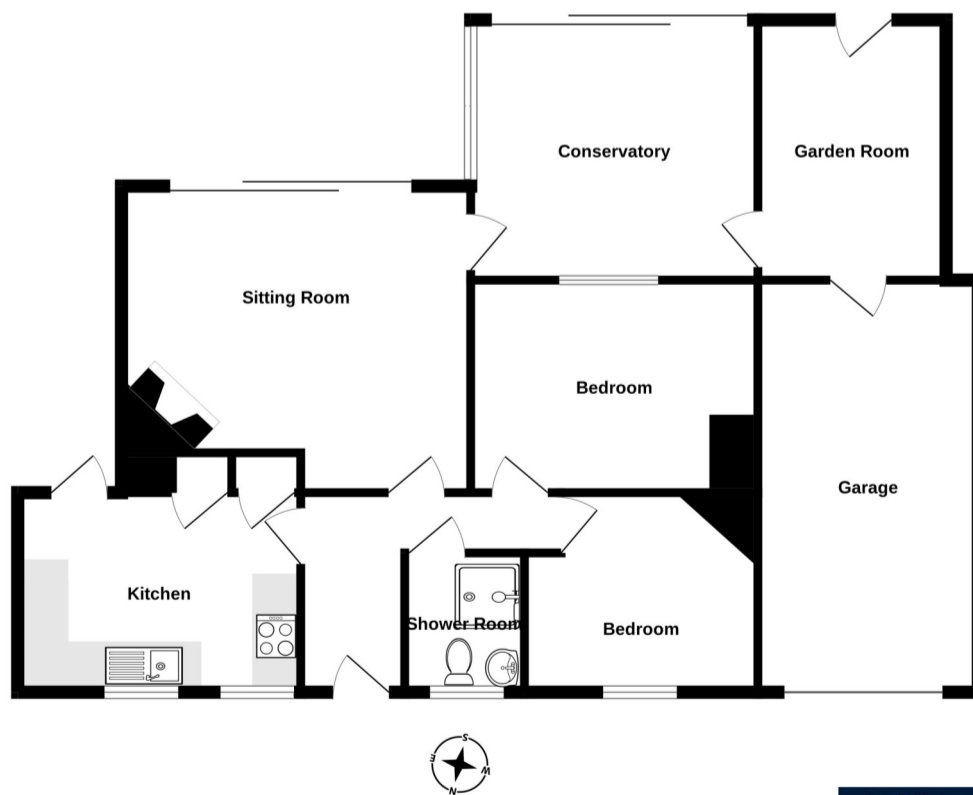 Conservatory
Garden Room
Sitting Room
Bedroom
Garage
Kitchen
Shower Room
Bedroom
S
E
W
N